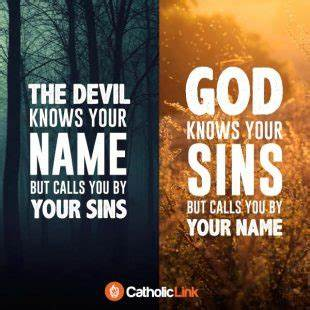 THE DEVIL
KNOWS YOUR
NAME
BUT CALLS YOU BY
YOUR SINS
GOD
KNOWS YOUR
SINS
BUT CALLS YOU BY
YOUR NAME
CatholicLink